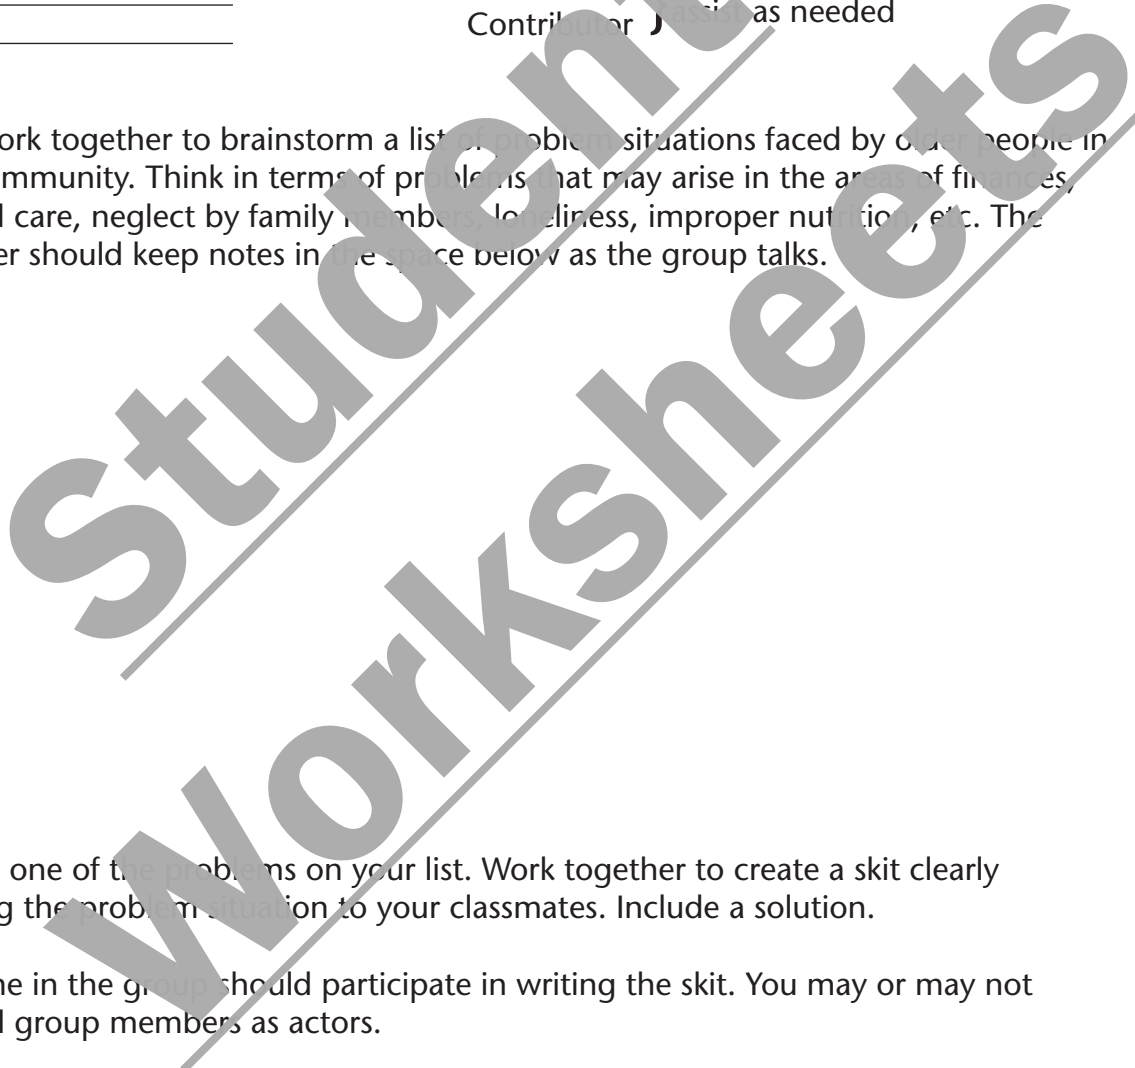 Contributor } assist as needed
ork together to brainstorm a list of problem situations faced by older people in
mmunity. Think in terms of problems that may arise in the areas of finances,
l care, neglect by family members, loneliness, improper nutrition, etc. The
er should keep notes in the space below as the group talks.
Student
Worksheets
one of the problems on your list. Work together to create a skit clearly
g the problem situation to your classmates. Include a solution.
ne in the group should participate in writing the skit. You may or may not
l group members as actors.